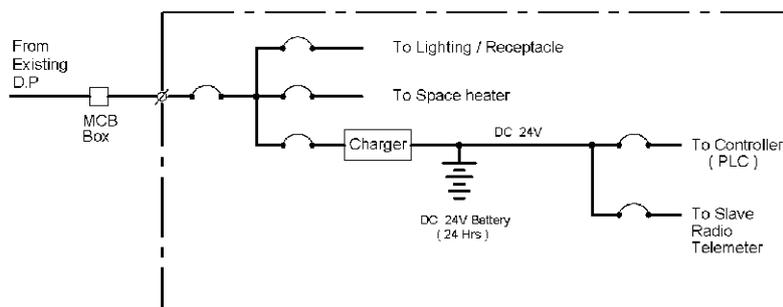 From
Existing
D.P
MCB
Box
To Lighting / Receptacle
To Space heater
Charger
DC 24V
DC 24V Battery
( 24 Hrs )
To Controller
( PLC )
To Slave
Radio
Telemeter